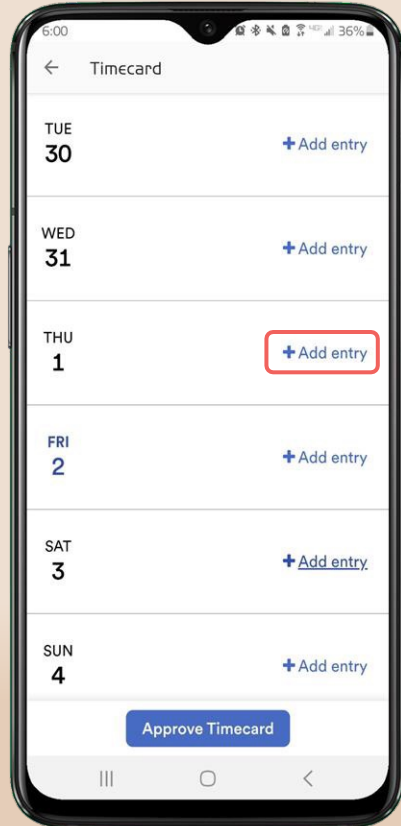 6:00 36%
Timecard
TUE
30
+ Add entry
WED
31
+ Add entry
THU
1
+ Add entry
FRI
2
+ Add entry
SAT
3
+ Add entry
SUN
4
+ Add entry
Approve Timecard